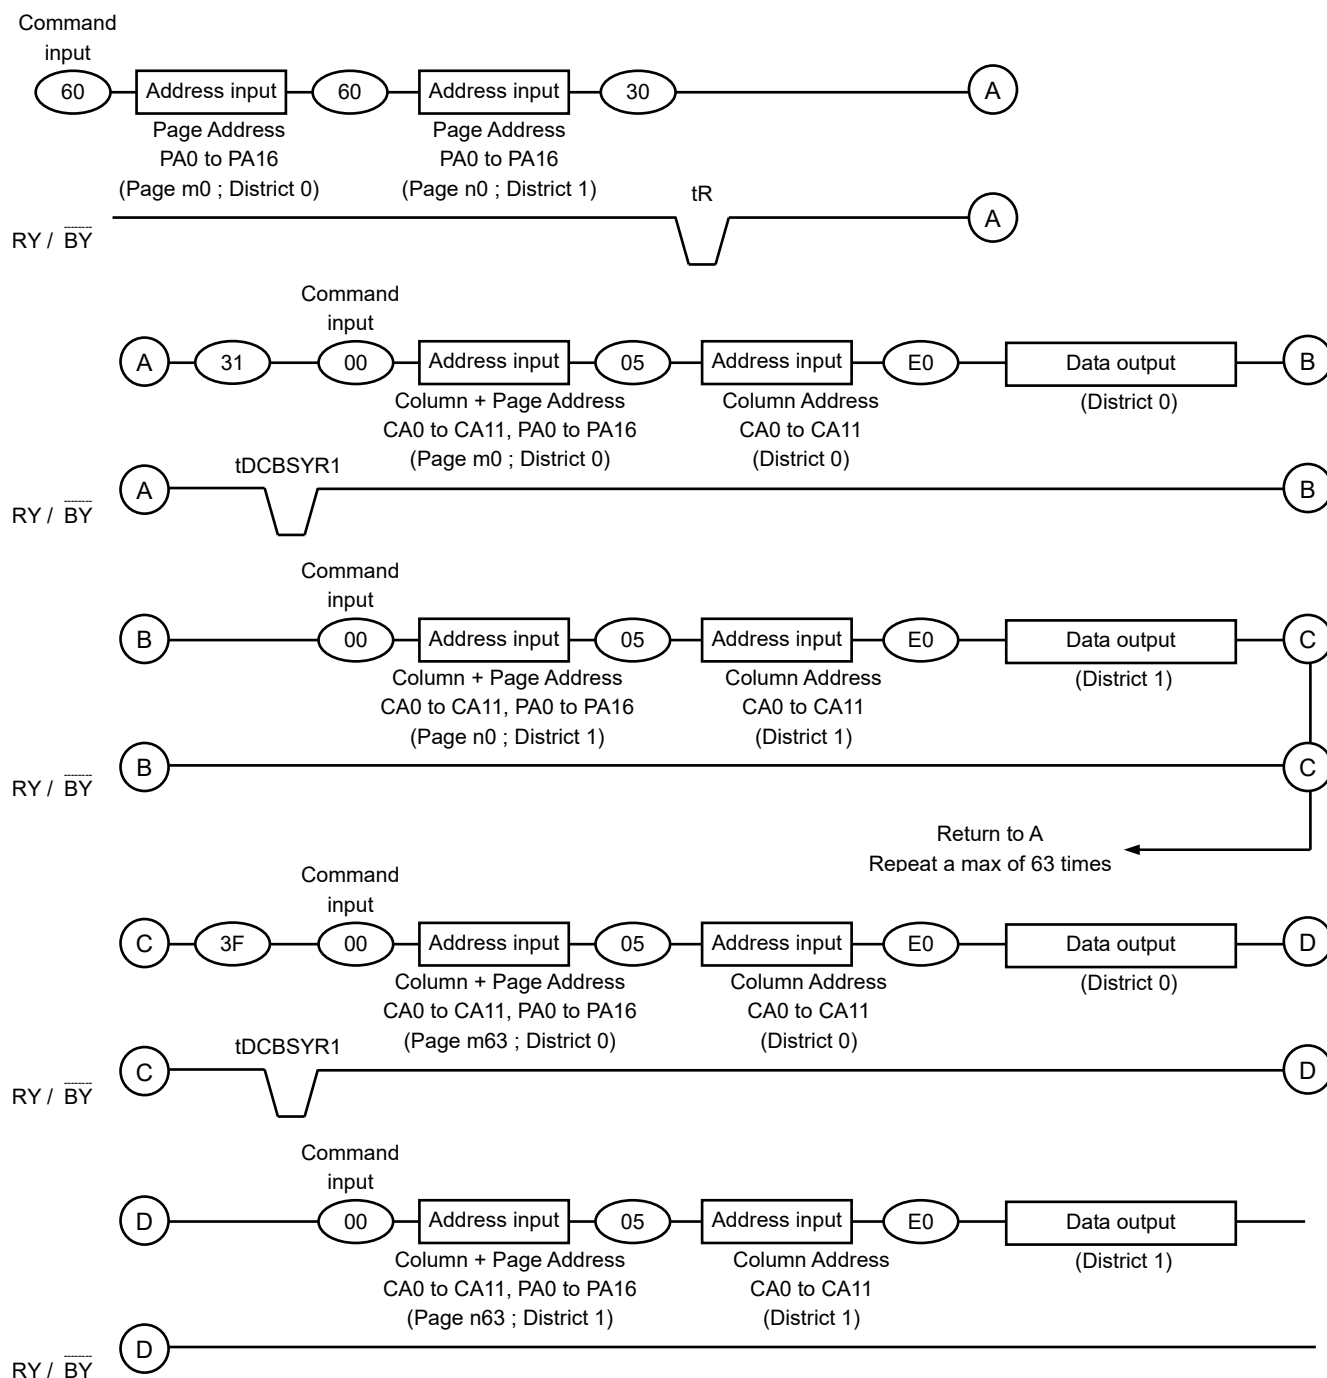 Command
input
60 Address input 60 Address input 30 A
Page Address Page Address
PA0 to PA16 PA0 to PA16
(Page m0 ; District 0) (Page n0 ; District 1)
tR
RY / BY A
Command
input
A 31 00 Address input 05 Address input E0 Data output B
Column + Page Address Column Address (District 0)
CA0 to CA11, PA0 to PA16 CA0 to CA11
(Page m0 ; District 0) (District 0)
tDCBSYR1
RY / BY A B
Command
input
B 00 Address input 05 Address input E0 Data output C
Column + Page Address Column Address (District 1)
CA0 to CA11, PA0 to PA16 CA0 to CA11
(Page n0 ; District 1) (District 1)
RY / BY B C
Return to A
Repeat a max of 63 times
Command
input
C 3F 00 Address input 05 Address input E0 Data output D
Column + Page Address Column Address (District 0)
CA0 to CA11, PA0 to PA16 CA0 to CA11
(Page m63 ; District 0) (District 0)
tDCBSYR1
RY / BY C D
Command
input
D 00 Address input 05 Address input E0 Data output
Column + Page Address Column Address (District 1)
CA0 to CA11, PA0 to PA16 CA0 to CA11
(Page n63 ; District 1) (District 1)
RY / BY D